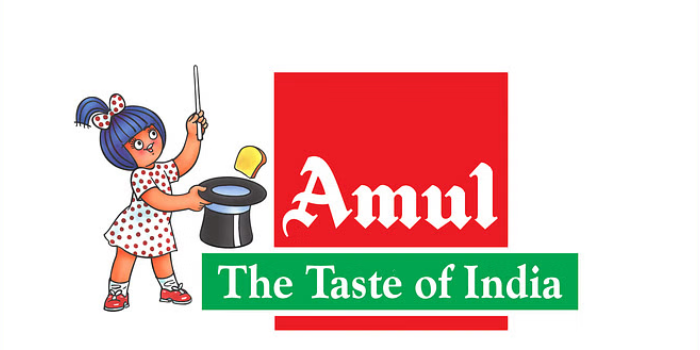 Amul
The Taste of India